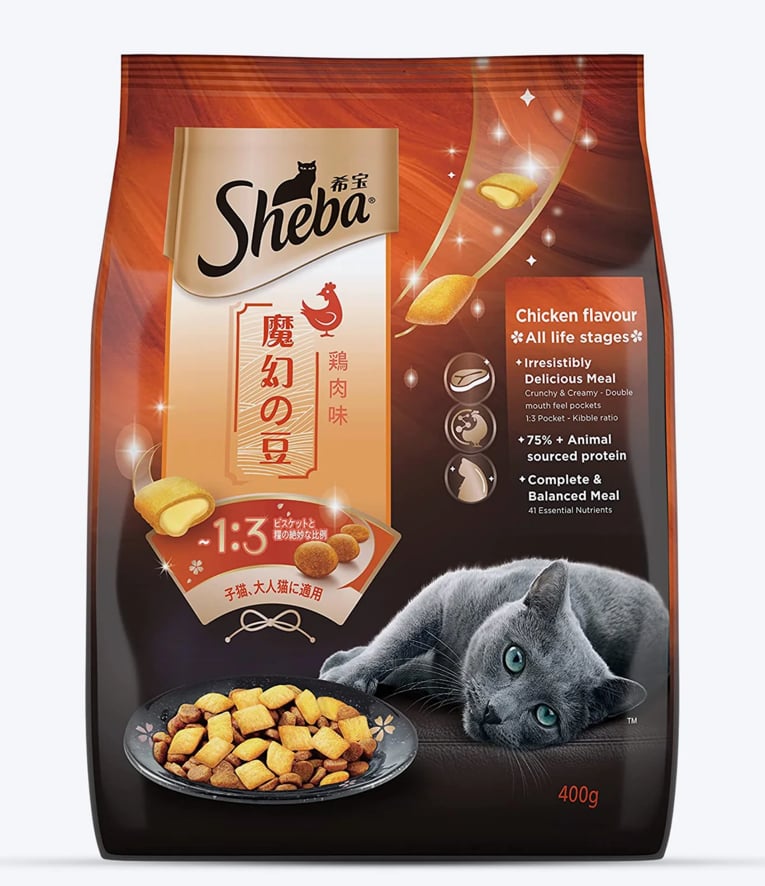 希宝
Sheba®
魔幻の豆
鶏肉味
~1:3
ビスケットと
糧の絶妙な比例
子猫、大人猫に適用
Chicken flavour
All life stages
Irresistibly
Delicious Meal
Crunchy & Creamy - Double
mouth feel pockets
1:3 Pocket - Kibble ratio
75% + Animal
sourced protein
Complete &
Balanced Meal
41 Essential Nutrients
TM
400g